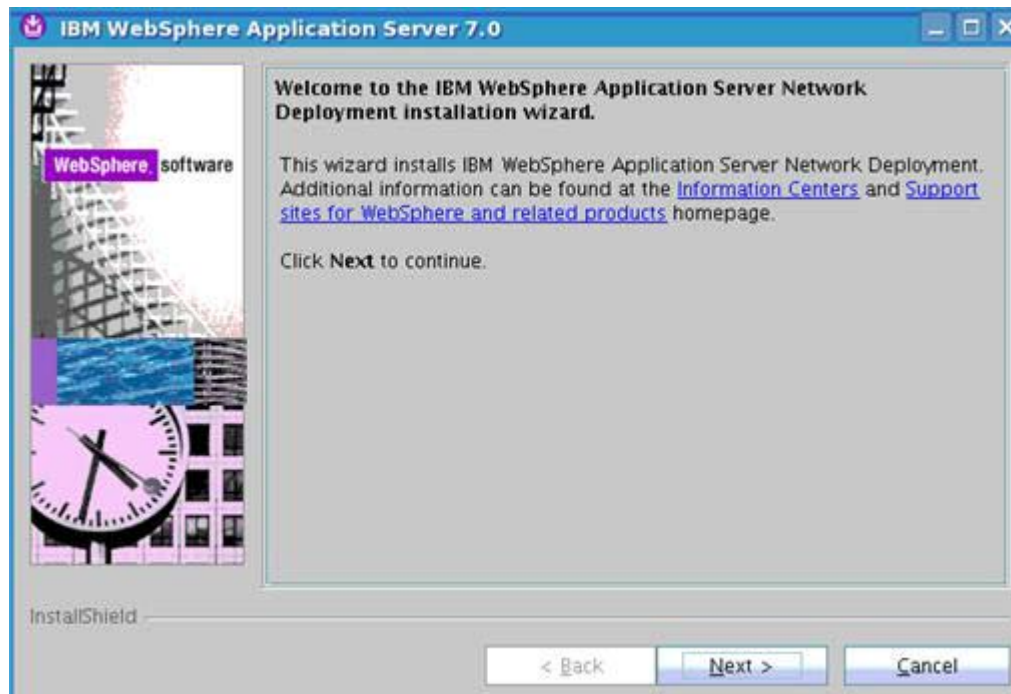 IBM WebSphere Application Server 7.0
WebSphere. software
Welcome to the IBM WebSphere Application Server Network
Deployment installation wizard.
This wizard installs IBM WebSphere Application Server Network Deployment.
Additional information can be found at the Information Centers and Support
sites for WebSphere and related products homepage.
Click Next to continue.
InstallShield
< Back
Next >
Cancel